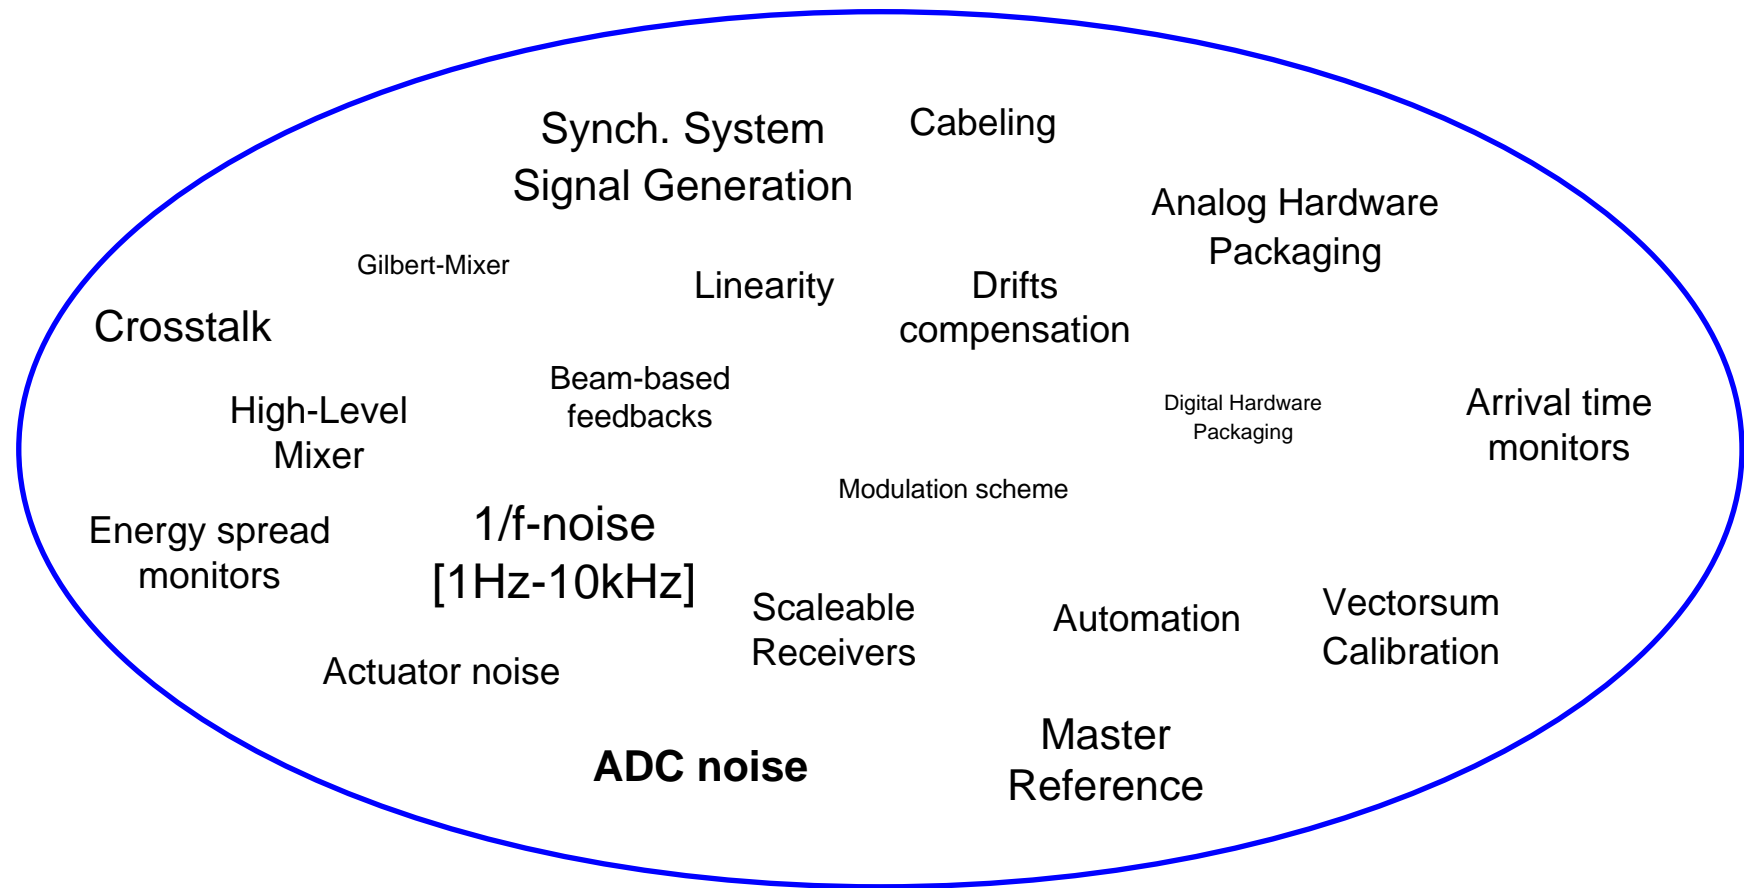 Synch. System
Signal Generation
Cabeling
Analog Hardware
Packaging
Gilbert-Mixer
Linearity
Drifts
compensation
Crosstalk
Beam-based
feedbacks
High-Level
Mixer
Digital Hardware
Packaging
Arrival time
monitors
Modulation scheme
Energy spread
monitors
1/f-noise
[1Hz-10kHz]
Scaleable
Receivers
Automation
Vectorsum
Calibration
Actuator noise
ADC noise
Master
Reference